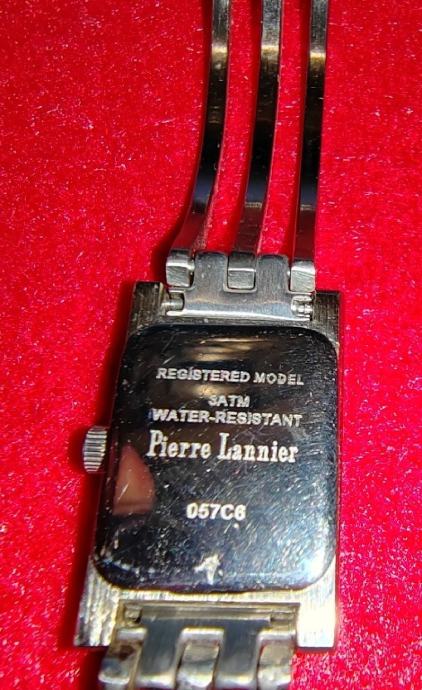 REGISTERED MODEL
3ATM
WATER-RESISTANT
Pierre Lannier
057C6